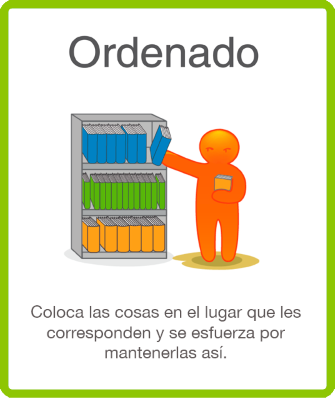 Ordenado
Coloca las cosas en el lugar que les
corresponden y se esfuerza por
mantenerlas así.